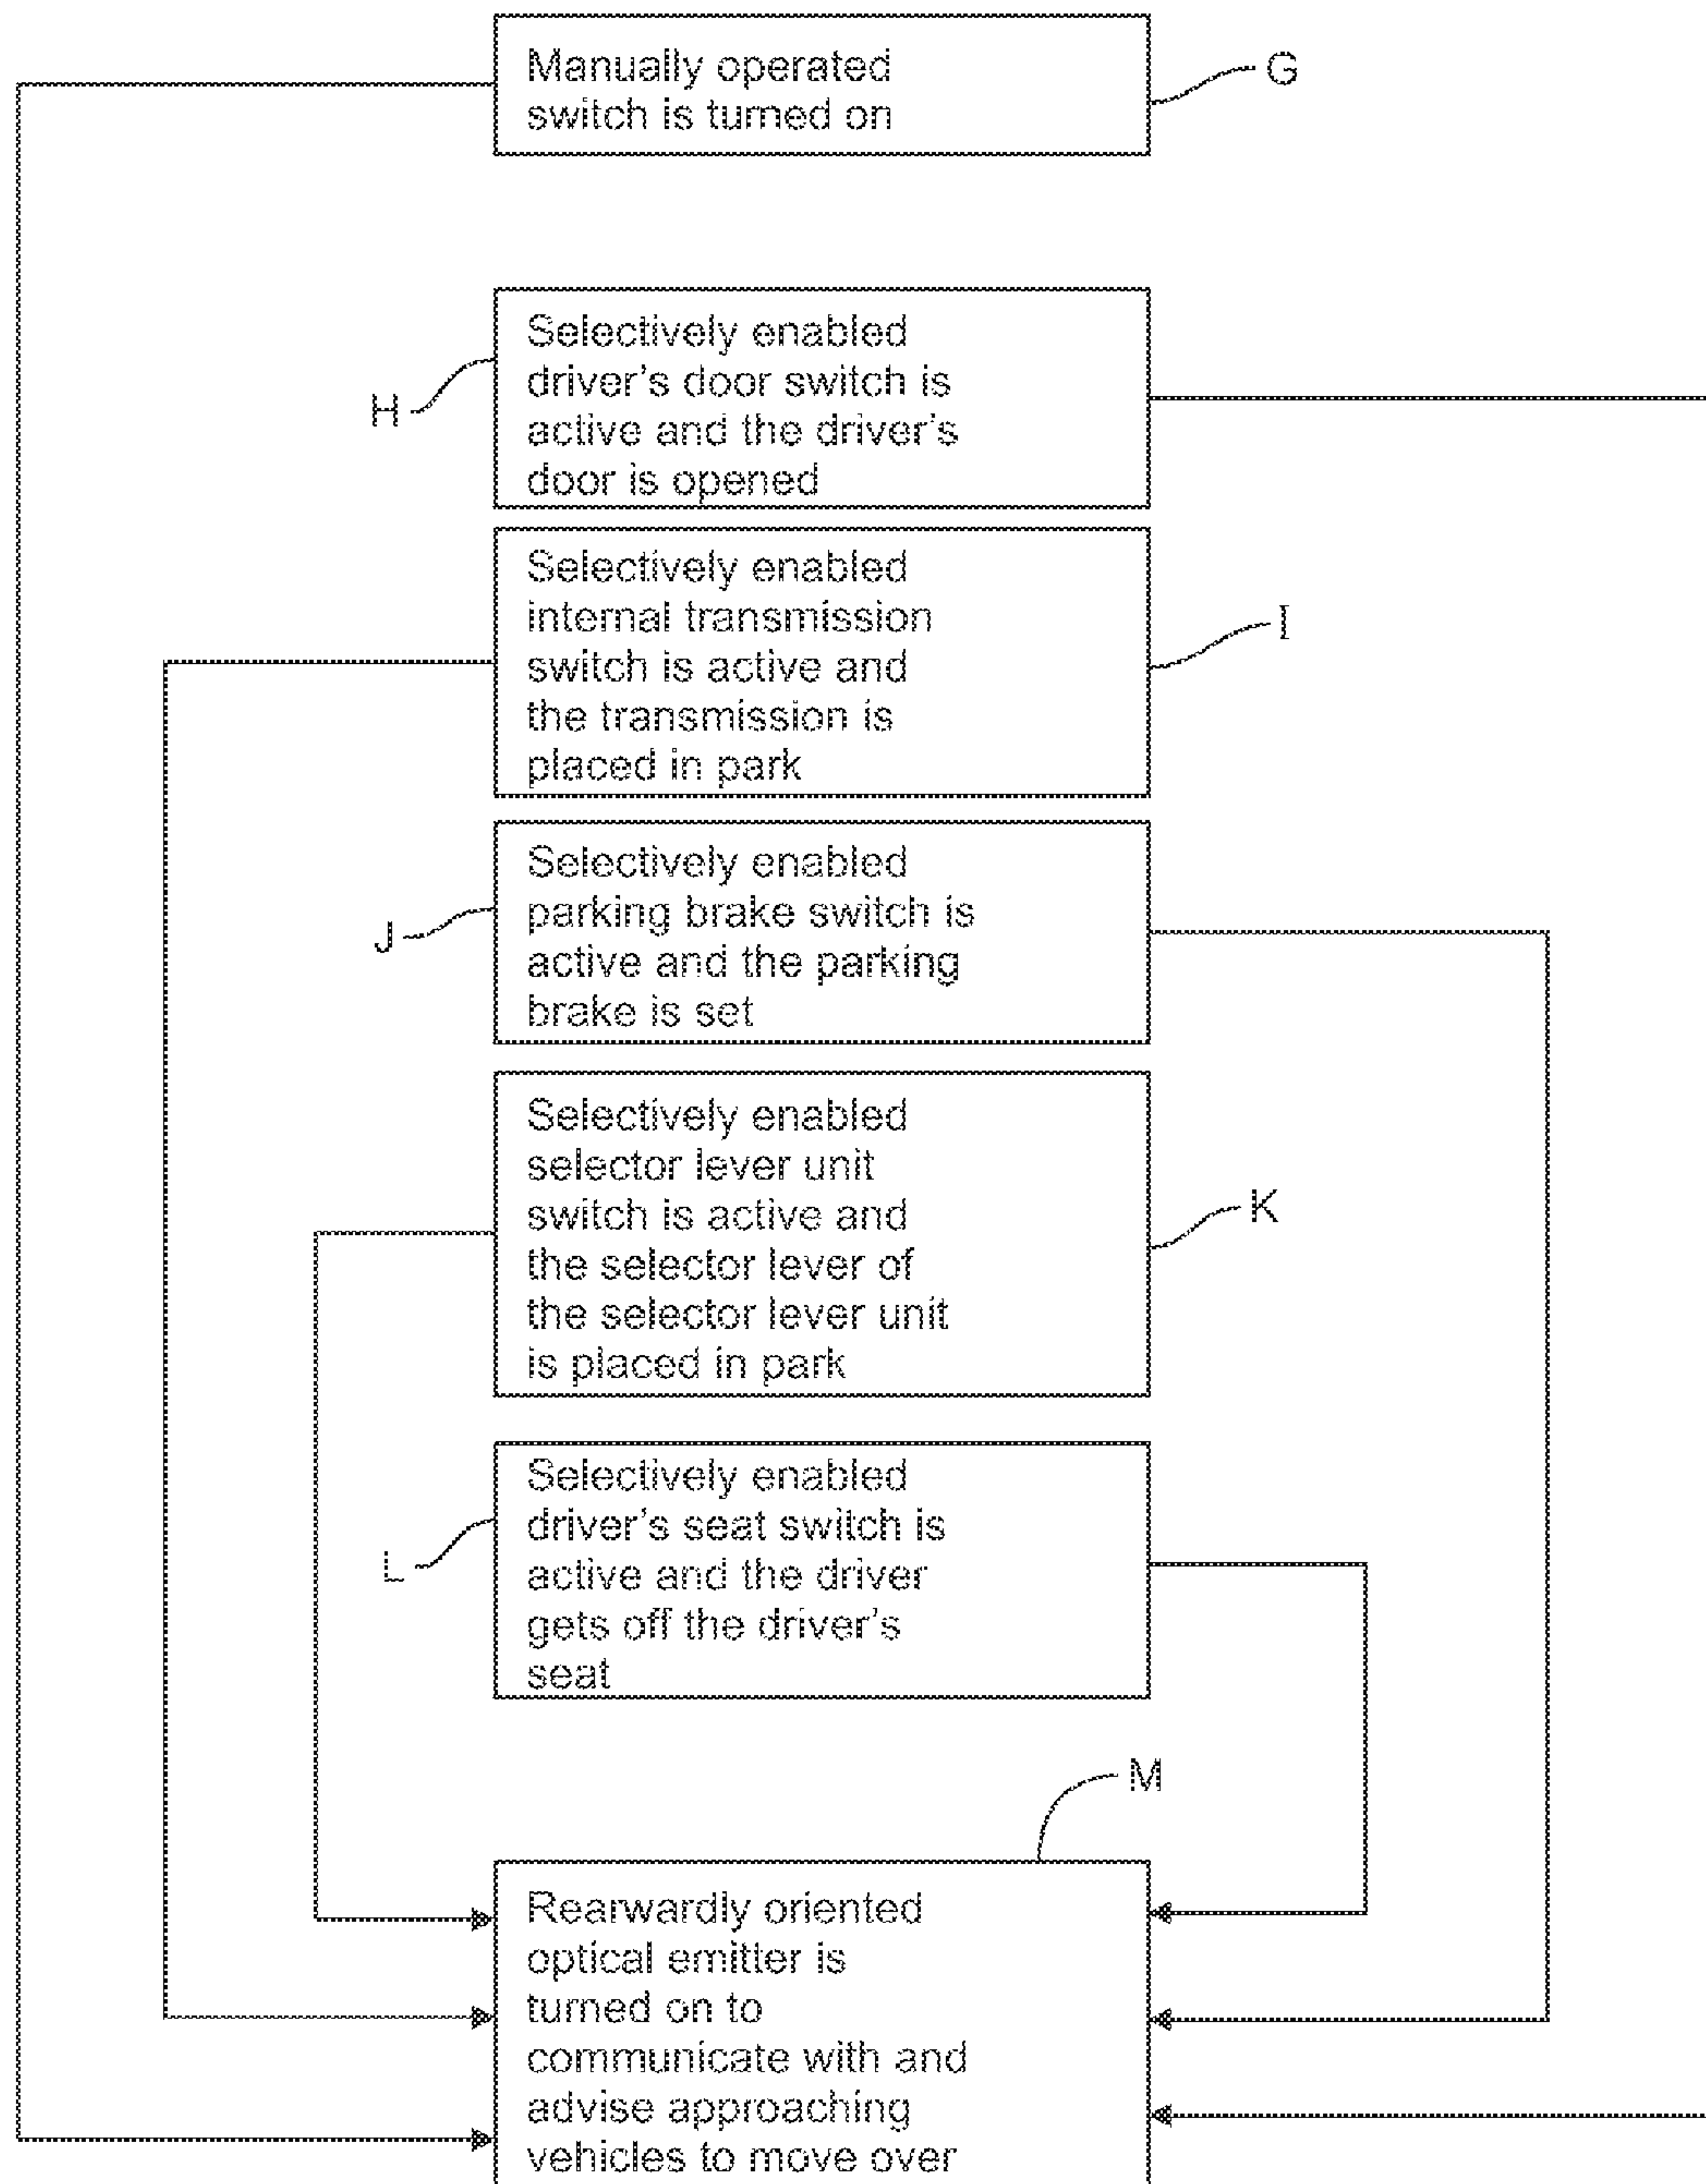 Manually operated
switch is turned on
G
Selectively enabled
driver's door switch is
active and the driver's
door is opened
H
Selectively enabled
internal transmission
switch is active and
the transmission is
placed in park
I
Selectively enabled
parking brake switch is
active and the parking
brake is set
J
Selectively enabled
selector lever unit
switch is active and
the selector lever of
the selector lever unit
is placed in park
K
Selectively enabled
driver's seat switch is
active and the driver
gets off the driver's
seat
L
M
Rearwardly oriented
optical emitter is
turned on to
communicate with and
advise approaching
vehicles to move over